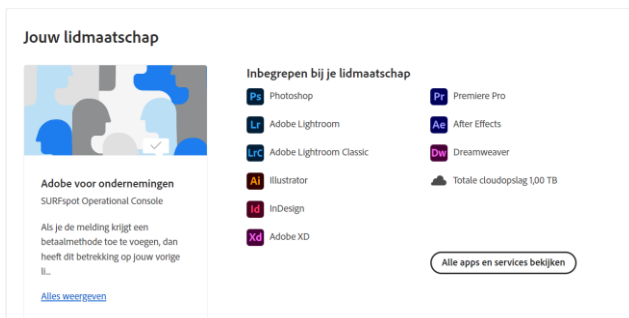 Jouw lidmaatschap
Adobe voor ondernemingen
SURFspot Operational Console
Als je de melding krijgt een
betaalmethode toe te voegen, dan
heeft dit betrekking op jouw vorige
li...
Alles weergeven
Inbegrepen bij je lidmaatschap
Ps Photoshop
Lr Adobe Lightroom
LrC Adobe Lightroom Classic
Ai Illustrator
Id InDesign
Xd Adobe XD
Pr Premiere Pro
Ae After Effects
Dw Dreamweaver
Totale cloudopslag 1,00 TB
Alle apps en services bekijken